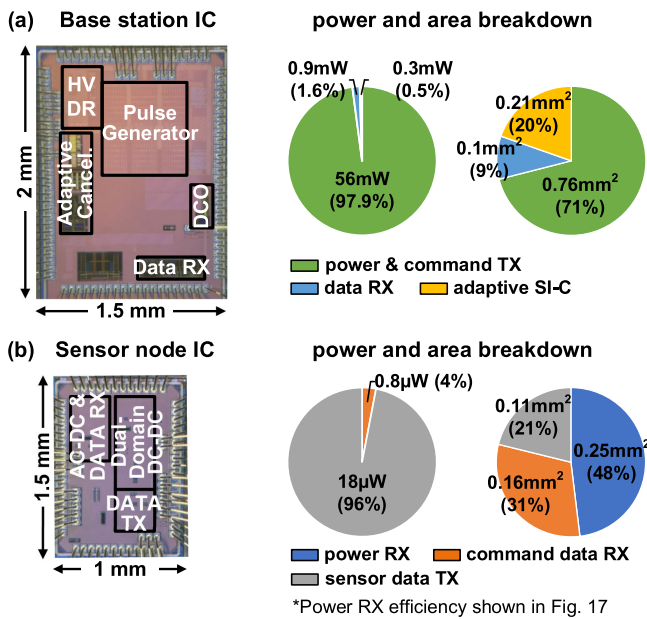 (a) Base station IC
power and area breakdown
HV
DR
Pulse
Generator
Adaptive
Cancel.
DCO
Data RX
2 mm
1.5 mm
0.9mW
(1.6%)
0.3mW
(0.5%)
56mW
(97.9%)
0.21mm²
(20%)
0.1mm²
(9%)
0.76mm²
(71%)
power & command TX
data RX
adaptive SI-C
(b) Sensor node IC
power and area breakdown
AC-DC &
DATA RX
Dual-
Domain
DC-DC
DATA
TX
1.5 mm
1 mm
0.8μW (4%)
18μW
(96%)
0.11mm²
(21%)
0.25mm²
(48%)
0.16mm²
(31%)
power RX
command data RX
sensor data TX
*Power RX efficiency shown in Fig. 17